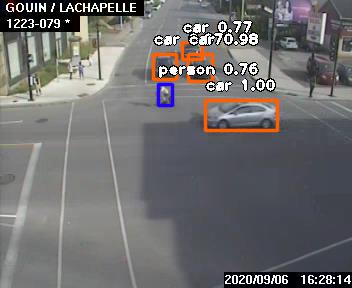 GOUIN / LACHAPELLE
1223-079 *
car 0.77
car
0.98
person 0.76
car 1.00
2020/09/06 16:28:14